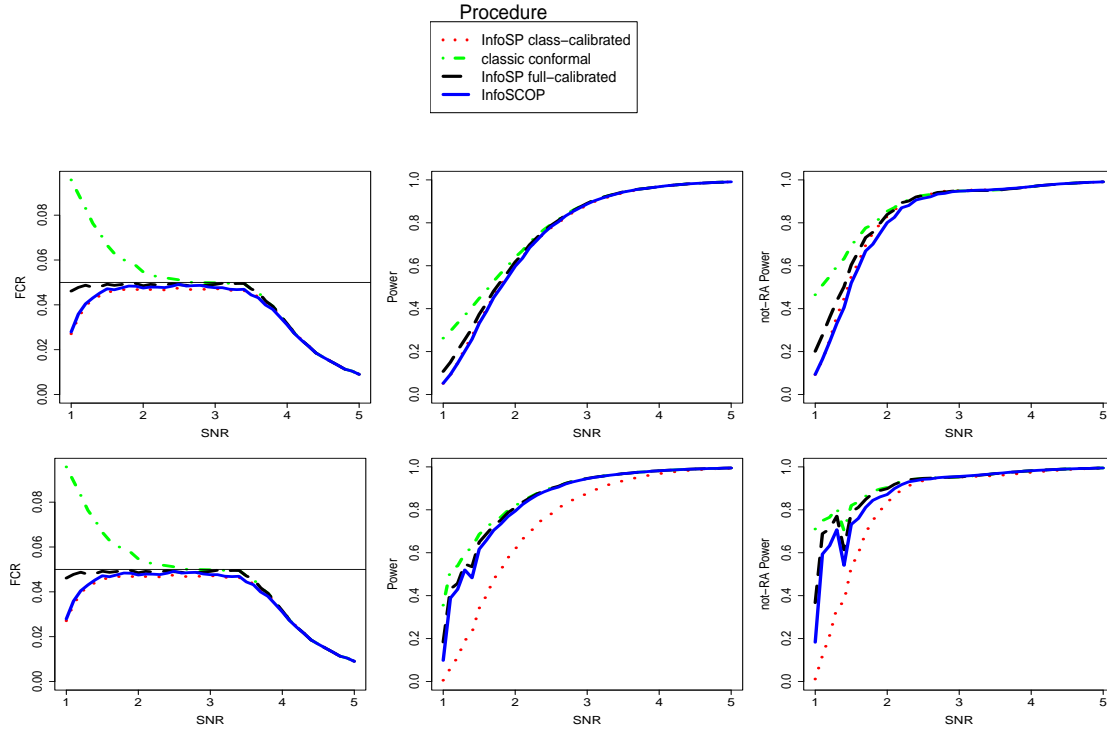 Procedure
InfoSP class−calibrated
classic conformal
InfoSP full−calibrated
InfoSCOP
FCR
0.00 0.02 0.04 0.06 0.08
1 2 3 4 5
SNR
Power
0.0 0.2 0.4 0.6 0.8 1.0
1 2 3 4 5
SNR
not−RA Power
0.0 0.2 0.4 0.6 0.8 1.0
1 2 3 4 5
SNR
FCR
0.00 0.02 0.04 0.06 0.08
1 2 3 4 5
SNR
Power
0.0 0.2 0.4 0.6 0.8 1.0
1 2 3 4 5
SNR
not−RA Power
0.0 0.2 0.4 0.6 0.8 1.0
1 2 3 4 5
SNR